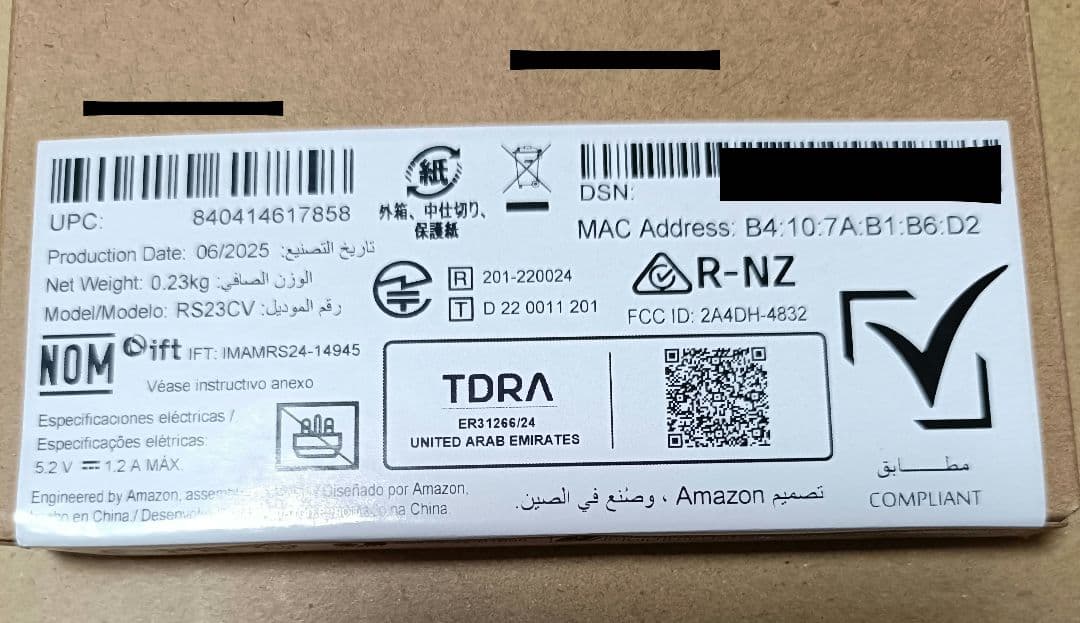 UPC: 840414617858
Production Date: 06/2025 تاريخ التصنيع:
Net Weight: 0.23kg الوزن الصافي:
Model/Modelo: RS23CV رقم الموديل:
紙
外箱、中仕切り、
保護紙
DSN:
MAC Address: B4:10:7A:B1:B6:D2
R 201-220024
T D 22 0011 201
R-NZ
FCC ID: 2A4DH-4832
NOM
ift IFT: IMAMRS24-14945
Véase instructivo anexo
Especificaciones eléctricas /
Especificações elétricas:
5.2 V ⎓ 1.2 A MÁX.
TDRA
ER31266/24
UNITED ARAB EMIRATES
مطابق
COMPLIANT
Engineered by Amazon, Diseñado por Amazon,
en China./ na China.
تصميم Amazon ، وصُنع في الصين.